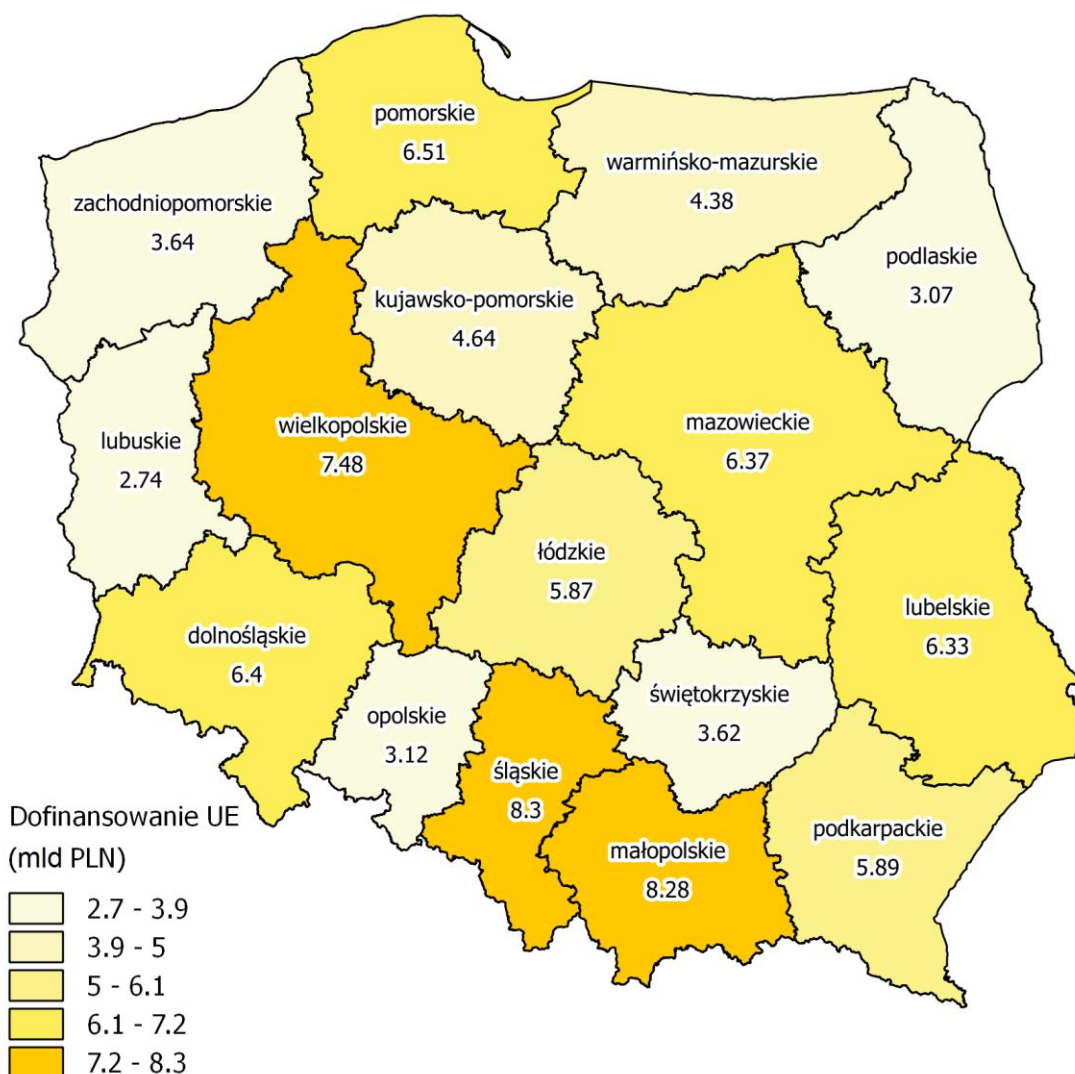 pomorskie
6.51
warmińsko-mazurskie
4.38
zachodniopomorskie
3.64
podlaskie
3.07
kujawsko-pomorskie
4.64
wielkopolskie
7.48
mazowieckie
6.37
lubuskie
2.74
łódzkie
5.87
lubelskie
6.33
dolnośląskie
6.4
świętokrzyskie
3.62
opolskie
3.12
śląskie
8.3
małopolskie
8.28
podkarpackie
5.89
Dofinansowanie UE
(mld PLN)
2.7 - 3.9
3.9 - 5
5 - 6.1
6.1 - 7.2
7.2 - 8.3